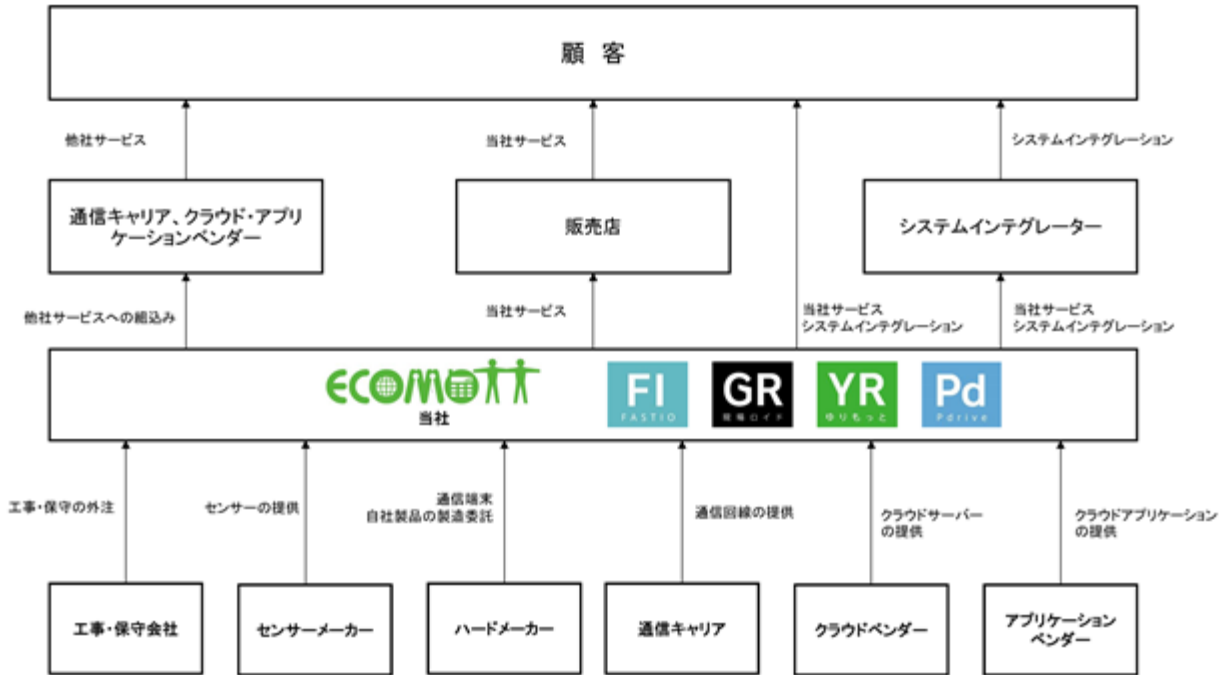 顧 客
他社サービス
当社サービス
システムインテグレーション
通信キャリア、クラウド・アプリ
ケーションベンダー
販売店
システムインテグレーター
他社サービスへの組込み
当社サービス
当社サービス
システムインテグレーション
当社サービス
システムインテグレーション
ECOMOTT
当社
FI
FASTIO
GR
現場ロイド
YR
ゆりもっと
Pd
Pdrive
工事・保守の外注
センサーの提供
通信端末
自社製品の製造委託
通信回線の提供
クラウドサーバー
の提供
クラウドアプリケーション
の提供
工事・保守会社
センサーメーカー
ハードメーカー
通信キャリア
クラウドベンダー
アプリケーション
ベンダー